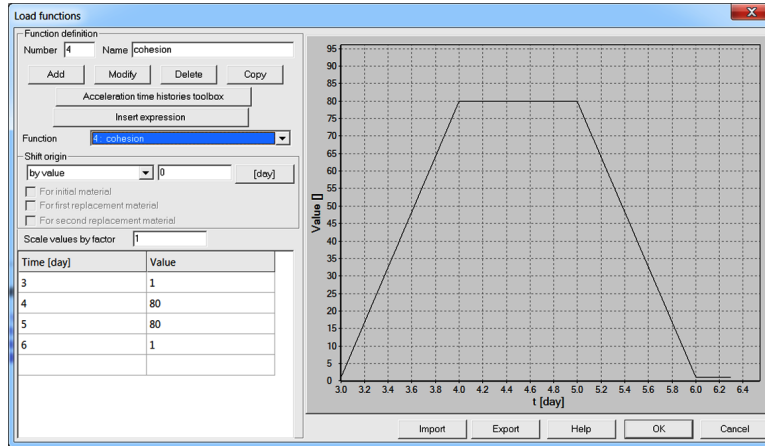 Load functions
Function definition
Number 4 Name cohesion
Add Modify Delete Copy
Acceleration time histories toolbox
Insert expression
Function 4: cohesion
Shift origin
by value 0 [day]
For initial material
For first replacement material
For second replacement material
Scale values by factor 1
Time [day] Value
3 1
4 80
5 80
6 1
Value []
95
90
85
80
75
70
65
60
55
50
45
40
35
30
25
20
15
10
5
0
3.0 3.2 3.4 3.6 3.8 4.0 4.2 4.4 4.6 4.8 5.0 5.2 5.4 5.6 5.8 6.0 6.2 6.4
t [day]
Import Export Help OK Cancel